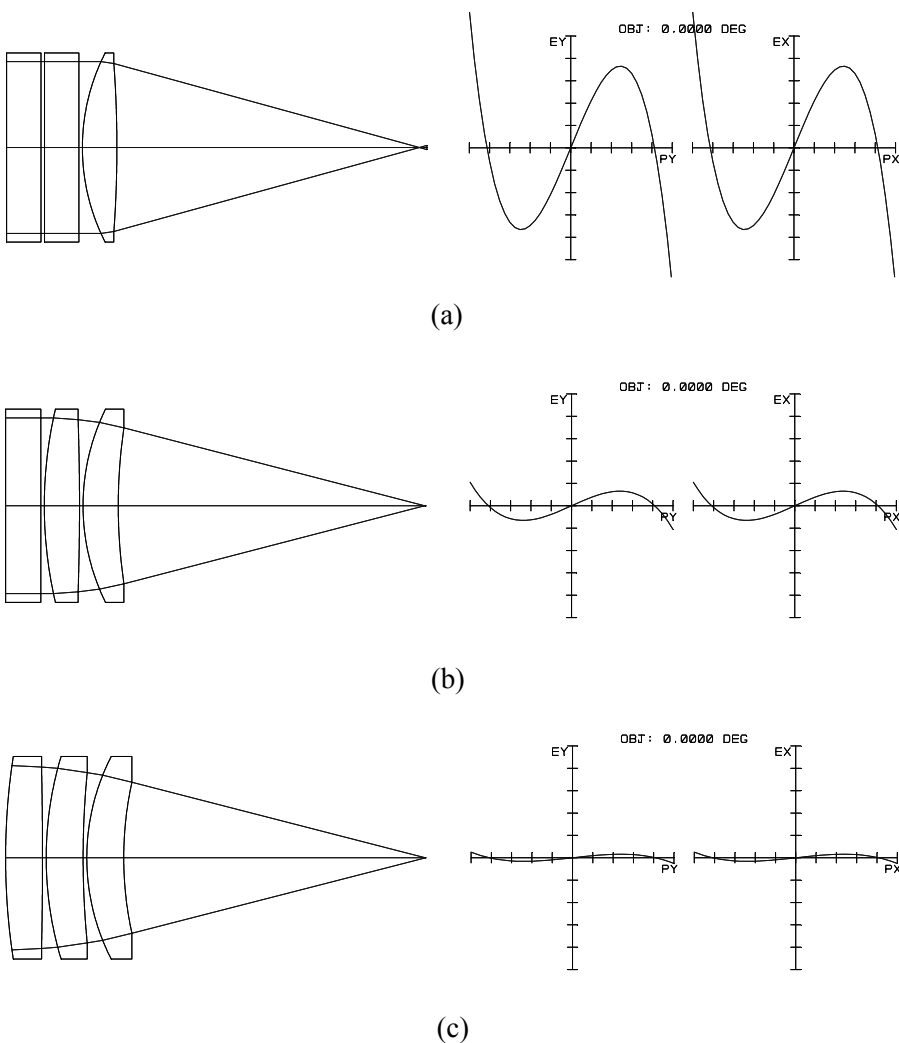 OBJ: 0.0000 DEG
EY
EX
PY
PX
(a)
OBJ: 0.0000 DEG
EY
EX
PY
PX
(b)
OBJ: 0.0000 DEG
EY
EX
PY
PX
(c)